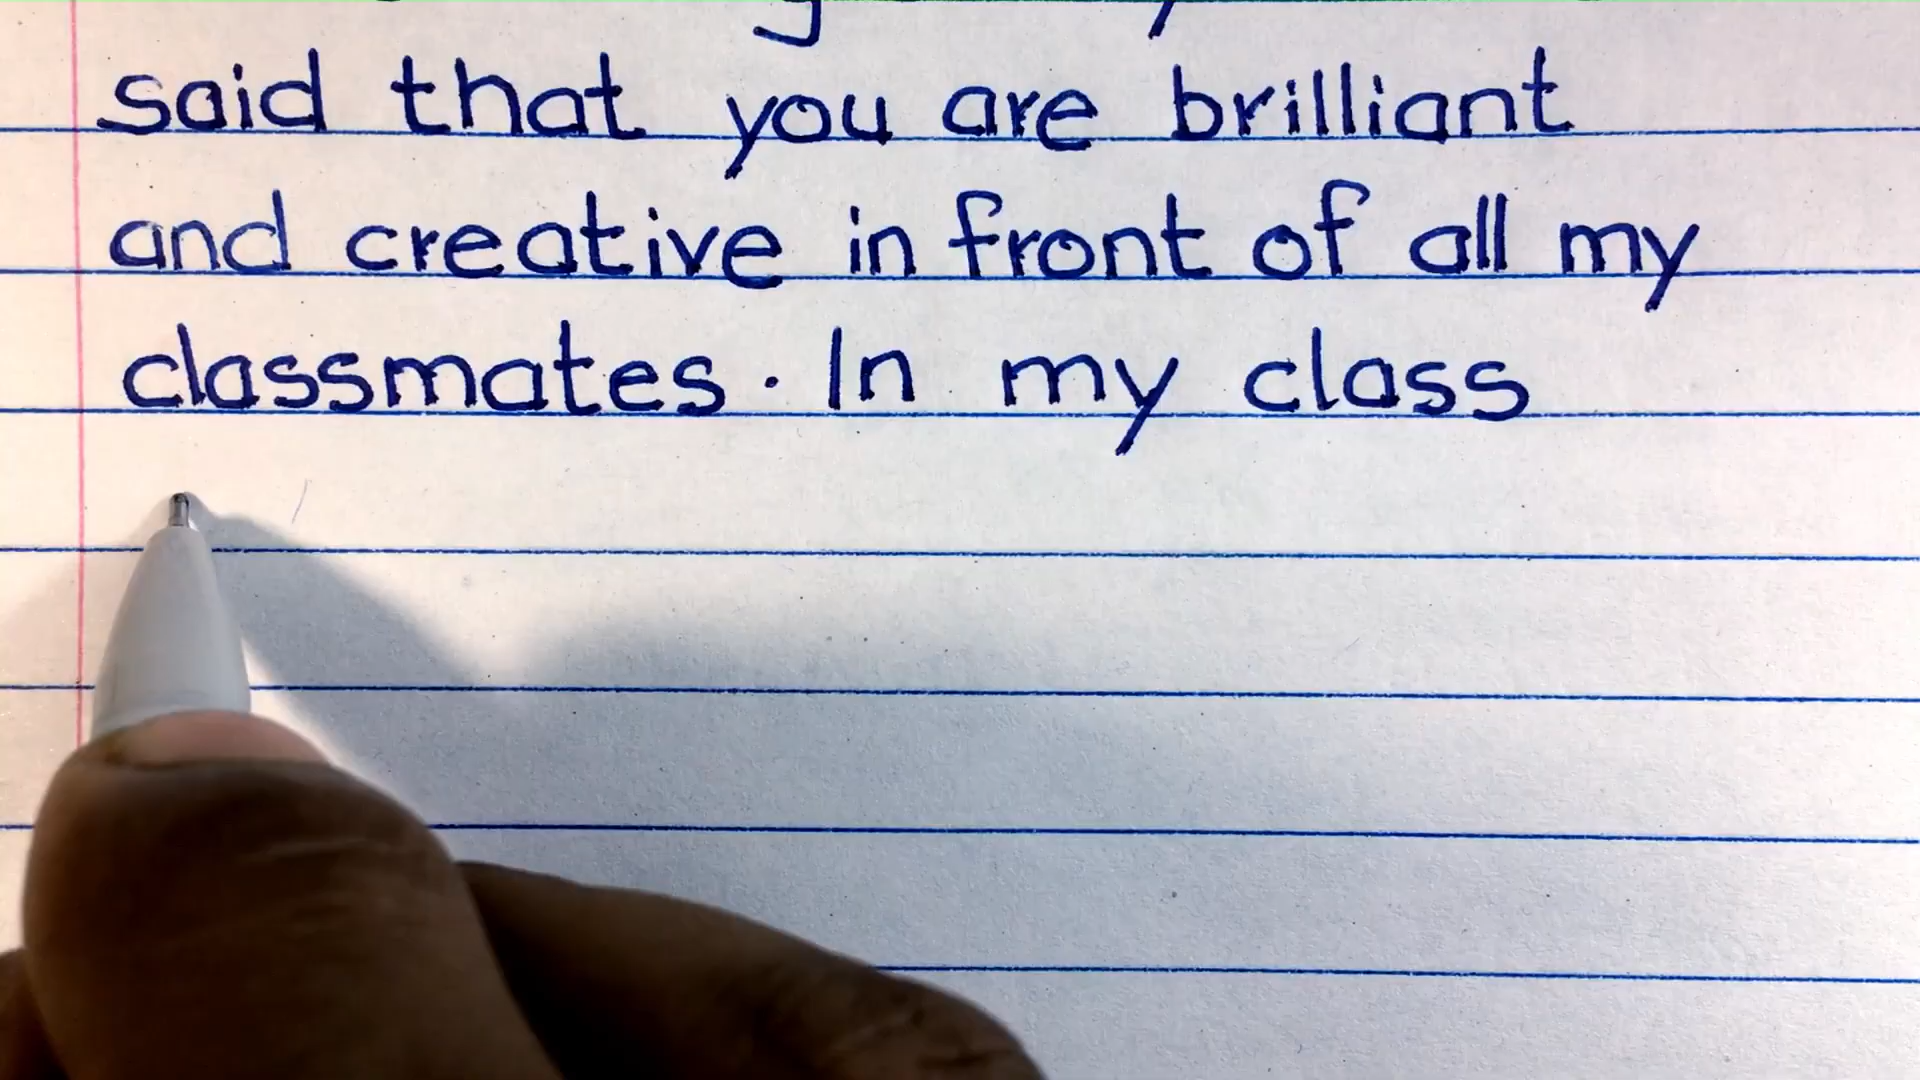 said that you are brilliant
and creative in front of all my
classmates. In my class